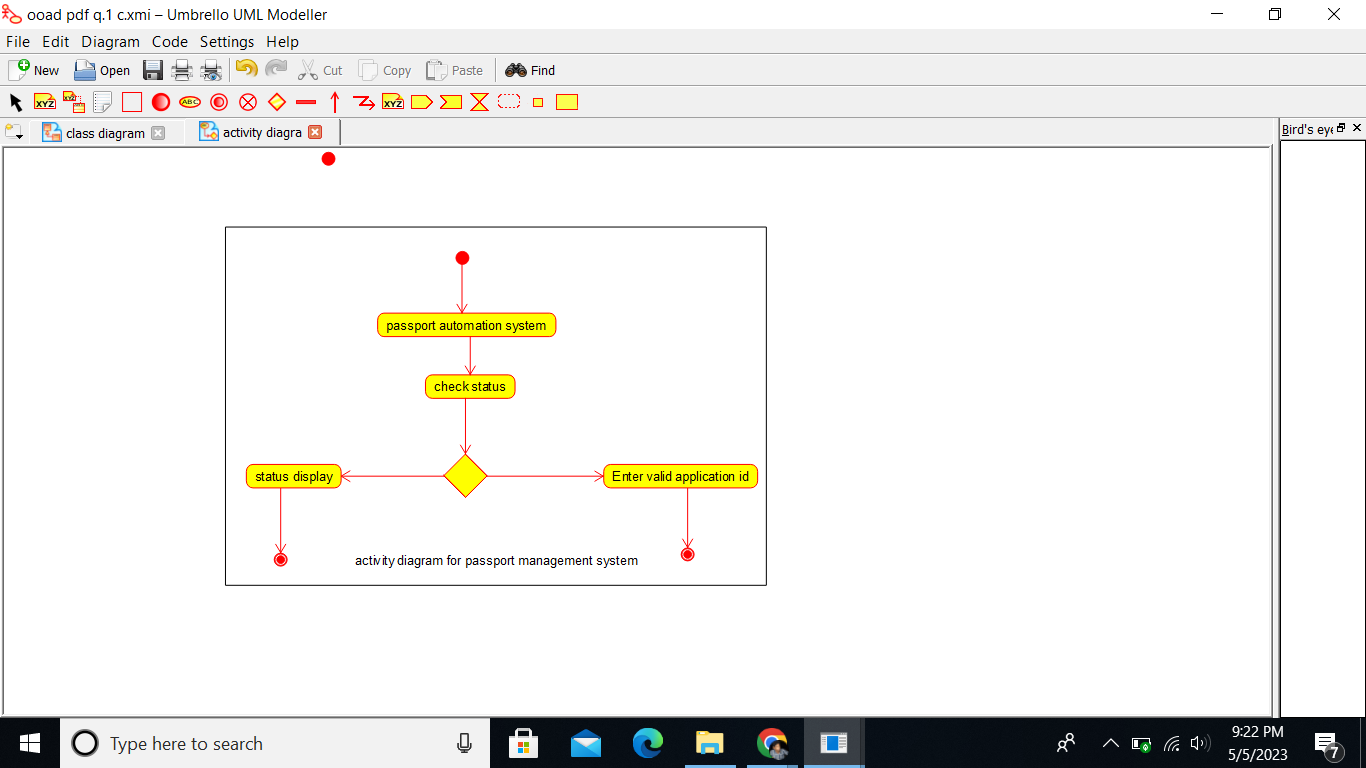 ooad pdf q.1 c.xmi – Umbrello UML Modeller
File Edit Diagram Code Settings Help
New Open Cut Copy Paste Find
XYZ XYZ ABC XYZ
class diagram activity diagra Bird's eye
passport automation system
check status
status display Enter valid application id
activity diagram for passport management system
Type here to search
9:22 PM
5/5/2023
7